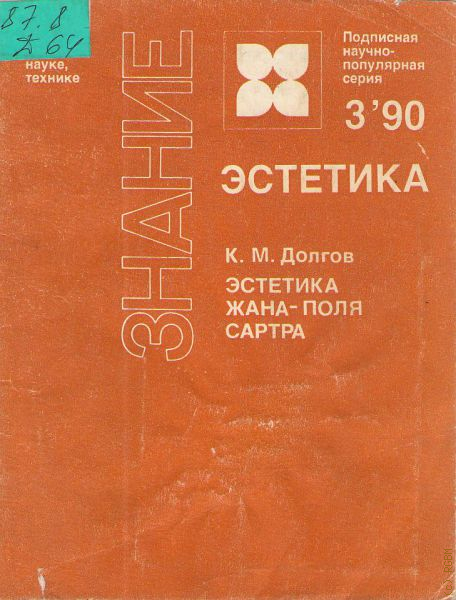 87.8
Д 64
науке,
технике
ЗНАНИЕ
Подписная
научно-
популярная
серия
3'90
ЭСТЕТИКА
К. М. Долгов
ЭСТЕТИКА
ЖАНА-ПОЛЯ
САРТРА